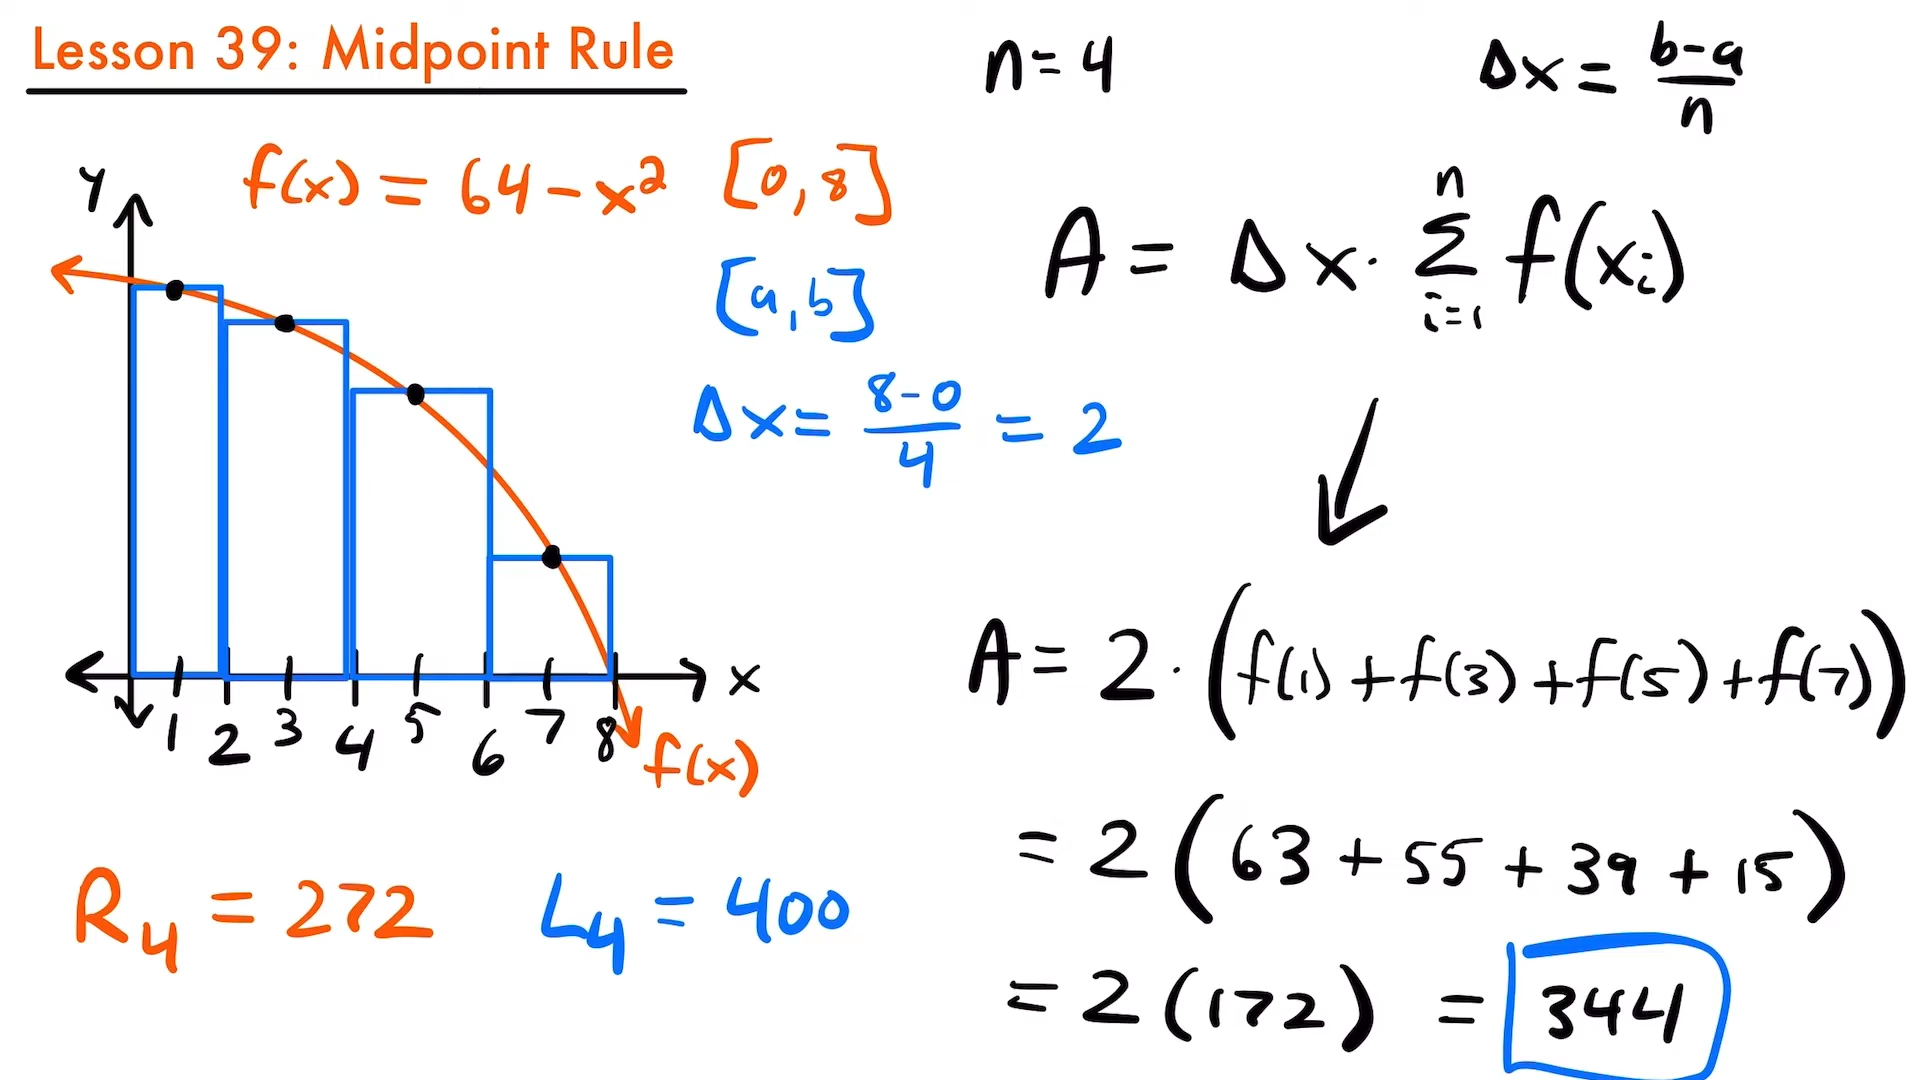 Lesson 39: Midpoint Rule
n = 4
Δx = (b-a)/n
f(x) = 64 - x² [0, 8]
y
[a, b]
A = Δx · Σ_{i=1}^{n} f(x_i)
Δx = (8-0)/4 = 2
A = 2 · (f(1) + f(3) + f(5) + f(7))
x
1 2 3 4 5 6 7 8
f(x)
= 2 (63 + 55 + 39 + 15)
R₄ = 272 L₄ = 400
= 2 (172) = 344